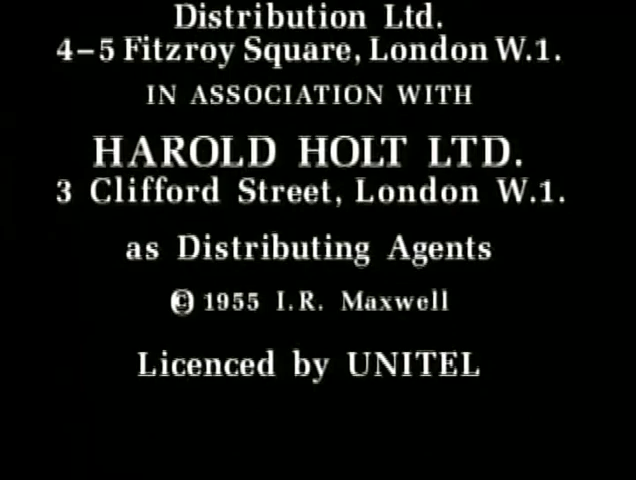 Distribution Ltd.
4-5 Fitzroy Square, London W.1.
IN ASSOCIATION WITH
HAROLD HOLT LTD.
3 Clifford Street, London W.1.
as Distributing Agents
© 1955 I.R. Maxwell
Licenced by UNITEL